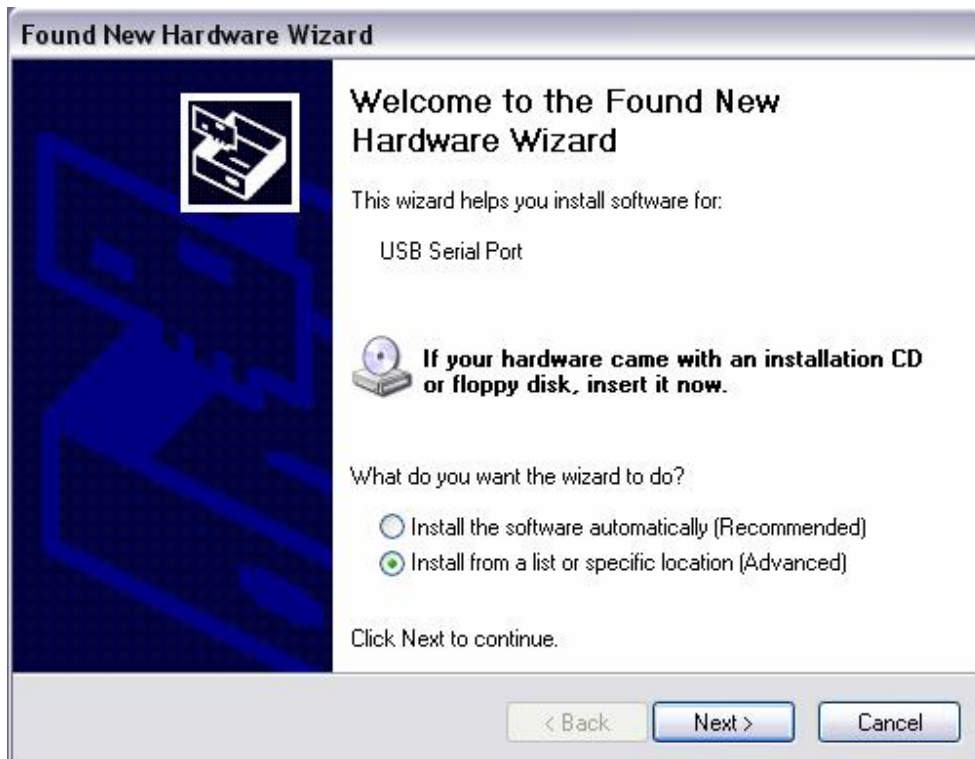 Found New Hardware Wizard
Welcome to the Found New
Hardware Wizard
This wizard helps you install software for:
USB Serial Port
If your hardware came with an installation CD
or floppy disk, insert it now.
What do you want the wizard to do?
Install the software automatically (Recommended)
Install from a list or specific location (Advanced)
Click Next to continue.
< Back
Next >
Cancel